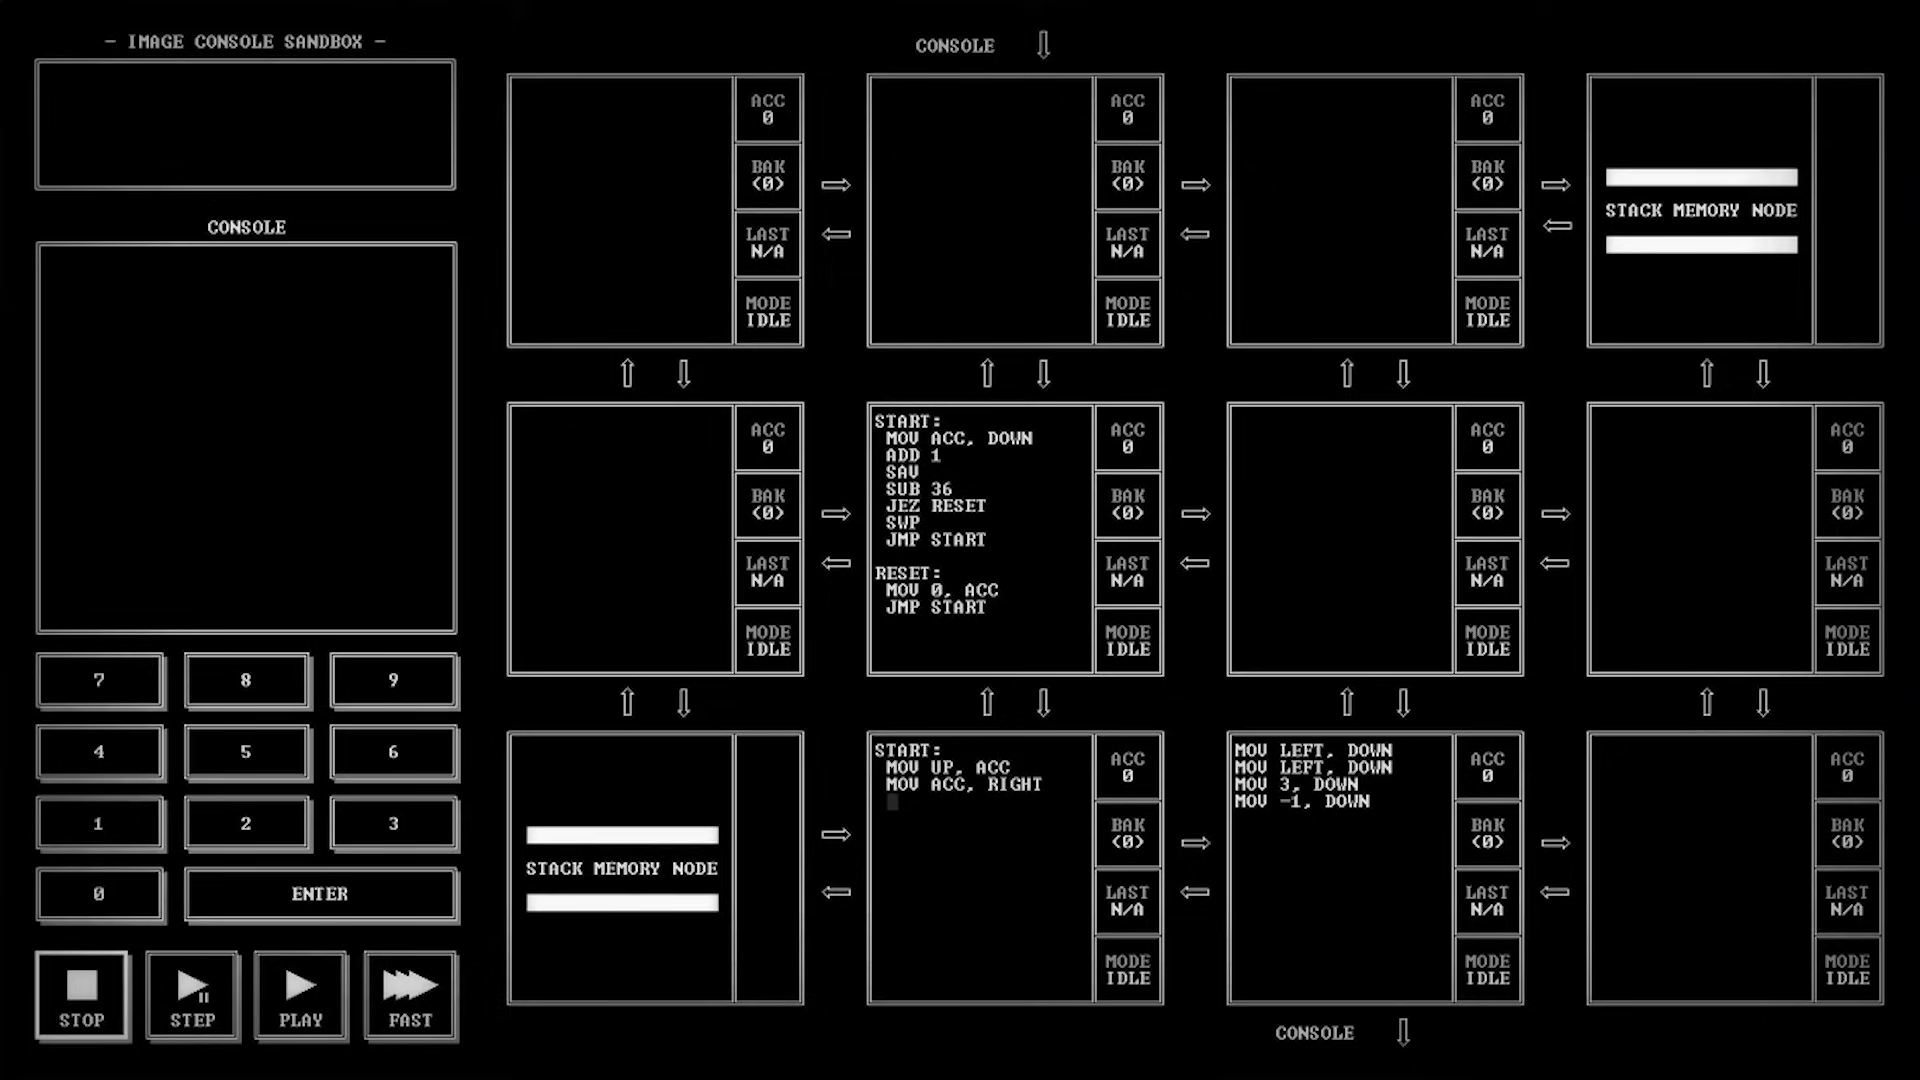 - IMAGE CONSOLE SANDBOX -
CONSOLE
7
8
9
4
5
6
1
2
3
0
ENTER
STOP
STEP
PLAY
FAST
CONSOLE
ACC
0
BAK
(0)
LAST
N/A
MODE
IDLE
ACC
0
BAK
(0)
LAST
N/A
MODE
IDLE
ACC
0
BAK
(0)
LAST
N/A
MODE
IDLE
STACK MEMORY NODE
ACC
0
BAK
(0)
LAST
N/A
MODE
IDLE
START:
MOV ACC, DOWN
ADD 1
SAV
SUB 36
JEZ RESET
SWP
JMP START
RESET:
MOV 0, ACC
JMP START
ACC
0
BAK
(0)
LAST
N/A
MODE
IDLE
ACC
0
BAK
(0)
LAST
N/A
MODE
IDLE
ACC
0
BAK
(0)
LAST
N/A
MODE
IDLE
STACK MEMORY NODE
START:
MOV UP, ACC
MOV ACC, RIGHT
ACC
0
BAK
(0)
LAST
N/A
MODE
IDLE
MOV LEFT, DOWN
MOV LEFT, DOWN
MOV 3, DOWN
MOV -1, DOWN
ACC
0
BAK
(0)
LAST
N/A
MODE
IDLE
ACC
0
BAK
(0)
LAST
N/A
MODE
IDLE
CONSOLE